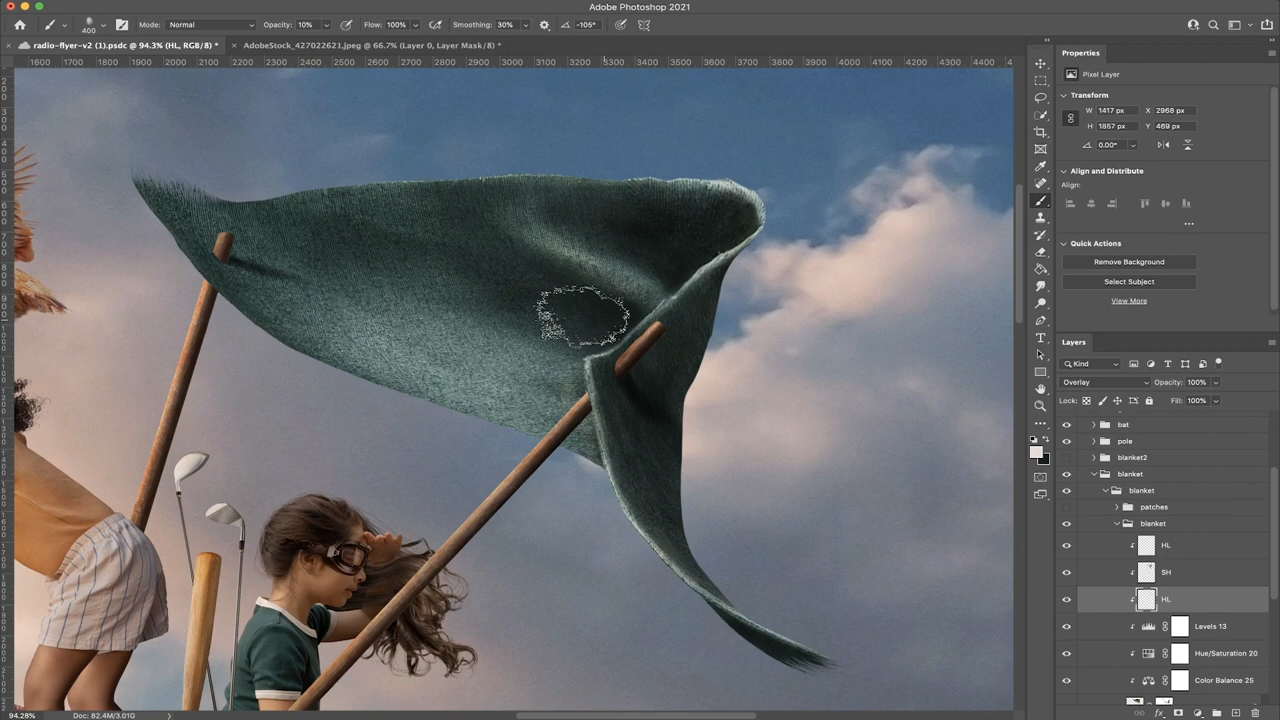 Adobe Photoshop 2021
400
Mode: Normal
Opacity: 10%
Flow: 100%
Smoothing: 30%
-105°
radio-flyer-v2 (1).psdc @ 94.3% (HL, RGB/8) *
AdobeStock_427022621.jpeg @ 66.7% (Layer 0, Layer Mask/8) *
1600 1700 1800 1900 2000 2100 2200 2300 2400 2500 2600 2700 2800 2900 3000 3100 3200 3300 3400 3500 3600 3700 3800 3900 4000 4100 4200 4300 4400
Properties
Pixel Layer
Transform
W 1417 px X 2968 px
H 1857 px Y 469 px
0.00°
Align and Distribute
Align:
Quick Actions
Remove Background
Select Subject
View More
Layers
Kind
Overlay Opacity: 100%
Lock: Fill: 100%
bat
pole
blanket2
blanket
blanket
patches
blanket
HL
SH
HL
Levels 13
Hue/Saturation 20
Color Balance 25
94.28% Doc: 82.4M/3.01G